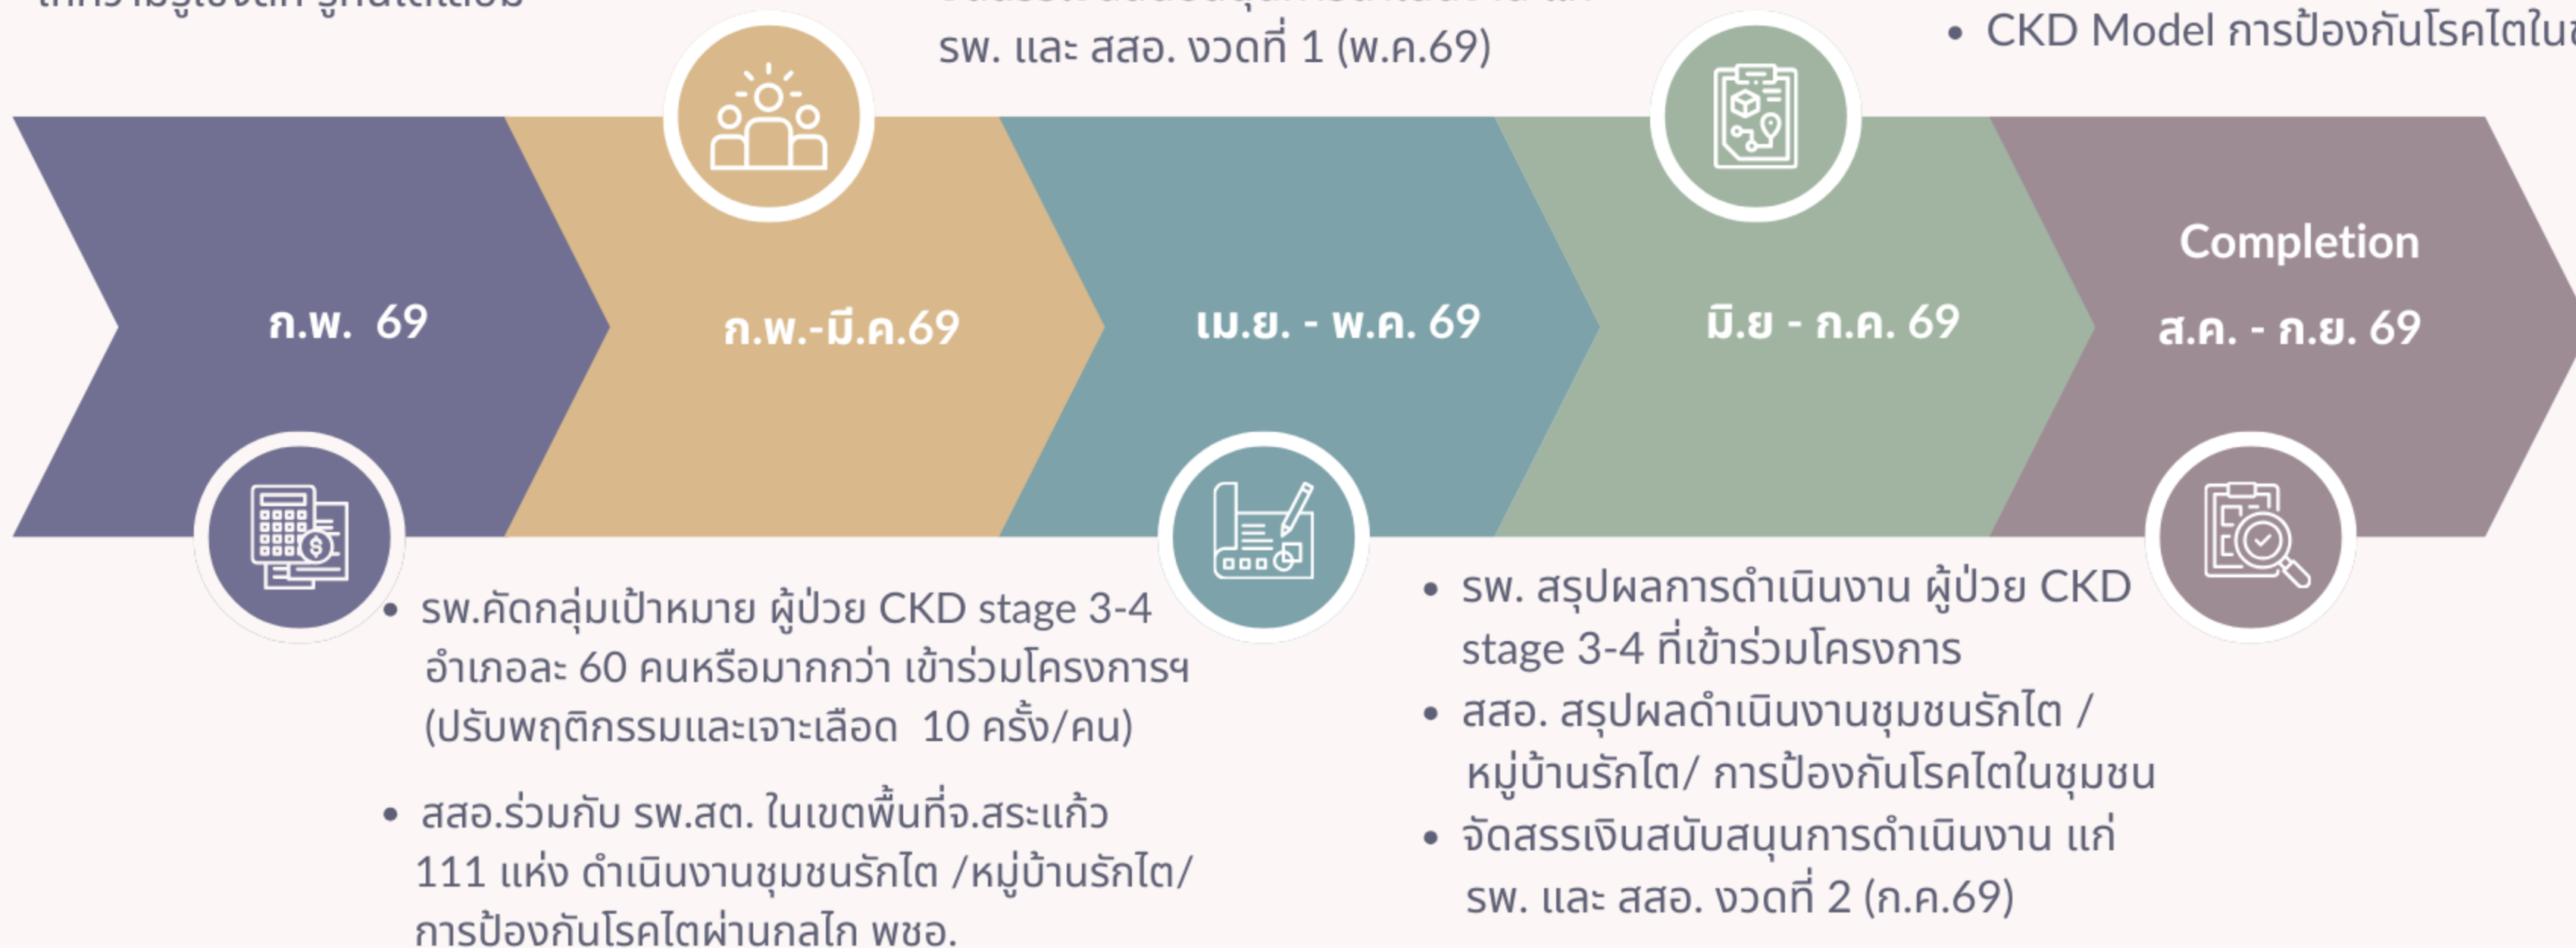 รพ. และ สสอ. งวดที่ 1 (พ.ค.69)
• CKD Model การป้องกันโรคไตใน
ก.พ. 69
ก.พ.-มี.ค.69
เม.ย. - พ.ค. 69
มิ.ย - ก.ค. 69
Completion
ส.ค. - ก.ย. 69
• รพ.คัดกลุ่มเป้าหมาย ผู้ป่วย CKD stage 3-4
อำเภอละ 60 คนหรือมากกว่า เข้าร่วมโครงการฯ
(ปรับพฤติกรรมและเจาะเลือด 10 ครั้ง/คน)
• สสอ.ร่วมกับ รพ.สต. ในเขตพื้นที่จ.สระแก้ว
111 แห่ง ดำเนินงานชุมชนรักไต /หมู่บ้านรักไต/
การป้องกันโรคไตผ่านกลไก พชอ.
• รพ. สรุปผลการดำเนินงาน ผู้ป่วย CKD
stage 3-4 ที่เข้าร่วมโครงการ
• สสอ. สรุปผลดำเนินงานชุมชนรักไต /
หมู่บ้านรักไต/ การป้องกันโรคไตในชุมชน
• จัดสรรเงินสนับสนุนการดำเนินงาน แก่
รพ. และ สสอ. งวดที่ 2 (ก.ค.69)